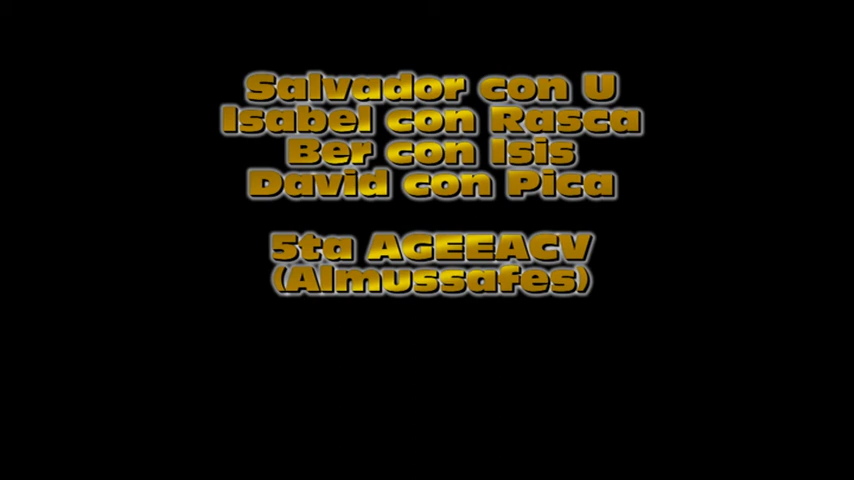 Salvador con U
Isabel con Rasca
Ber con Isis
David con Pica
5ta AGEEACV
(Almussafes)